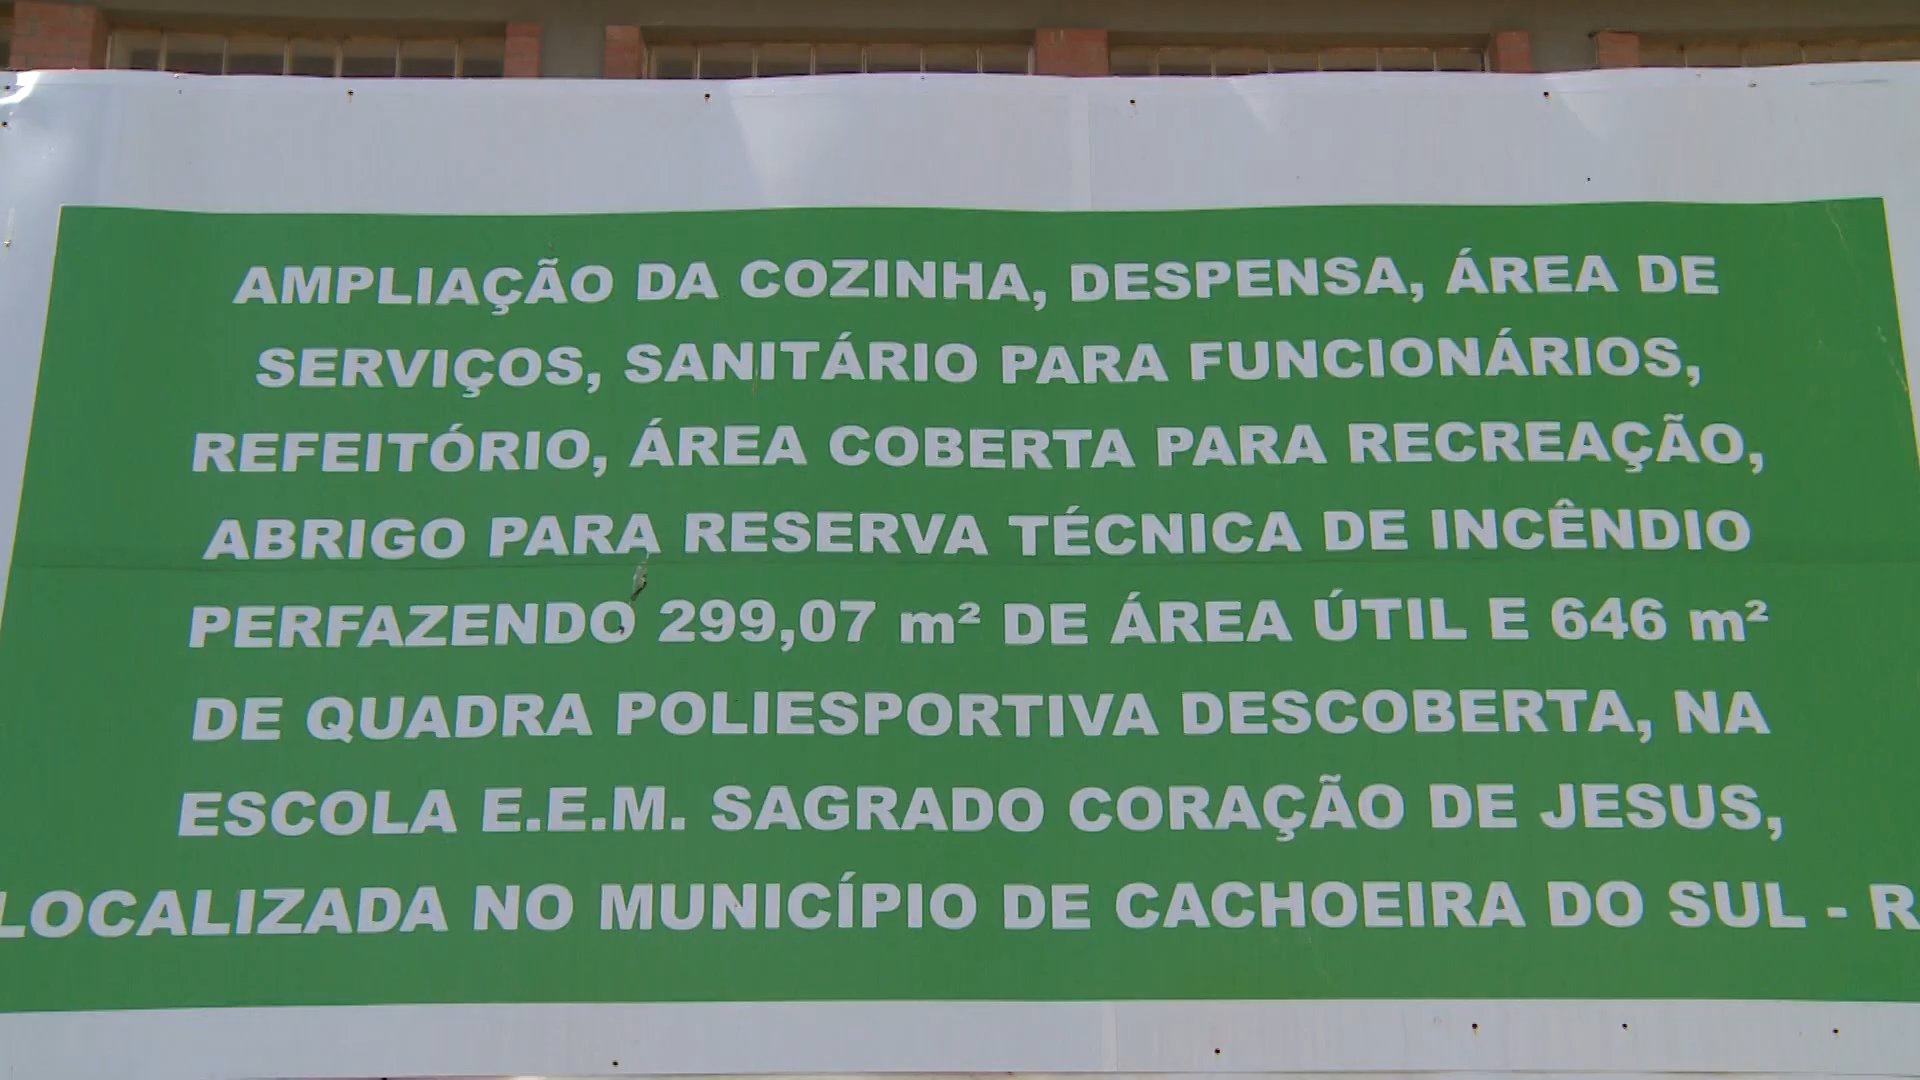 AMPLIAÇÃO DA COZINHA, DESPENSA, ÁREA DE
SERVIÇOS, SANITÁRIO PARA FUNCIONÁRIOS,
REFEITÓRIO, ÁREA COBERTA PARA RECREAÇÃO,
ABRIGO PARA RESERVA TÉCNICA DE INCÊNDIO
PERFAZENDO 299,07 m² DE ÁREA ÚTIL E 646 m²
DE QUADRA POLIESPORTIVA DESCOBERTA, NA
ESCOLA E.E.M. SAGRADO CORAÇÃO DE JESUS,
LOCALIZADA NO MUNICÍPIO DE CACHOEIRA DO SUL - R